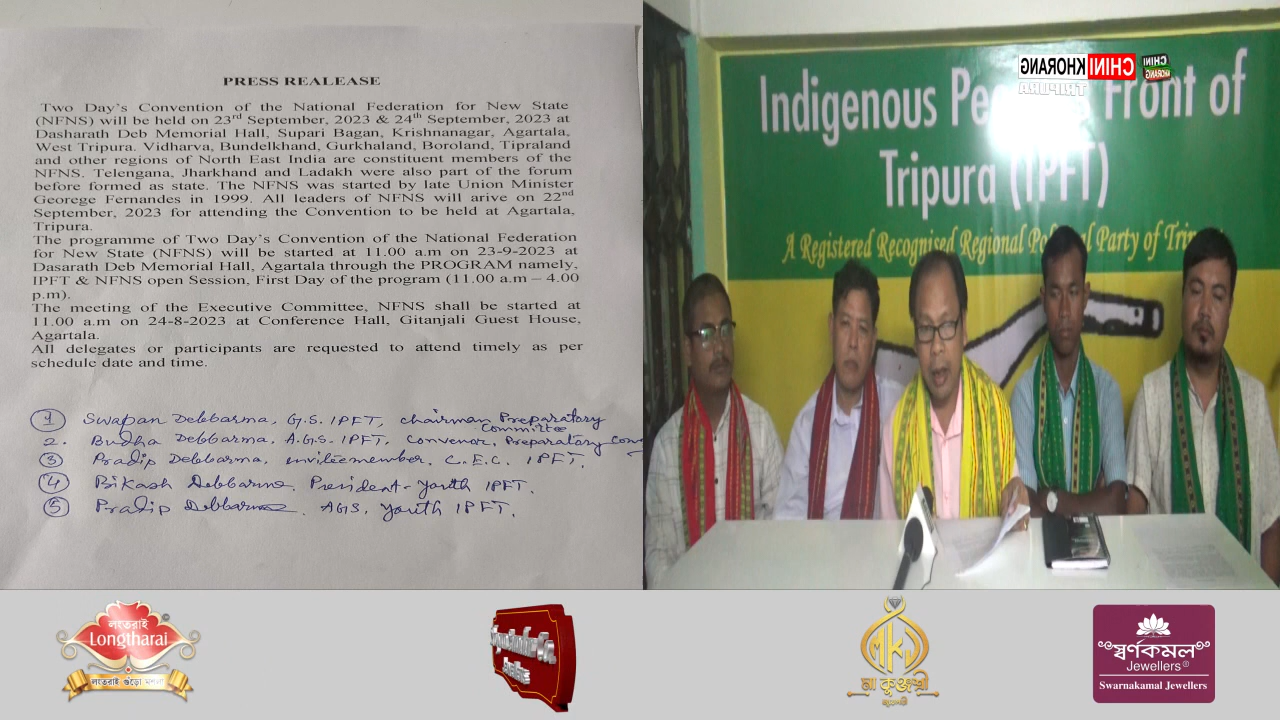 PRESS REALEASE
Two Day's Convention of the National Federation for New State
(NFNS) will be held on 23rd September, 2023 & 24th September, 2023 at
Dasharath Deb Memorial Hall, Supari Bagan, Krishnanagar, Agartala,
West Tripura. Vidharva, Bundelkhand, Gurkhaland, Boroland, Tipraland
and other regions of North East India are constituent members of the
NFNS. Telengana, Jharkhand and Ladakh were also part of the forum
before formed as state. The NFNS was started by late Union Minister
Georege Fernandes in 1999. All leaders of NFNS will arive on 22nd
September, 2023 for attending the Convention to be held at Agartala,
Tripura.
The programme of Two Day's Convention of the National Federation
for New State (NFNS) will be started at 11.00 a.m on 23-9-2023 at
Dasarath Deb Memorial Hall, Agartala through the PROGRAM namely,
IPFT & NFNS open Session, First Day of the program (11.00 a.m – 4.00
p.m).
The meeting of the Executive Committee, NFNS shall be started at
11.00 a.m on 24-8-2023 at Conference Hall, Gitanjali Guest House,
Agartala.
All delegates or participants are requested to attend timely as per
schedule date and time.
1 Swapan Debbarma, G.S. IPFT, chairman Preparatory
Committee
2. Budha Debbarma, A.G.S. IPFT, Convenor, Preparatory
3 Pradip Debbarma, invitee member, C.E.C. IPFT.
4 Bikash Debbarma, President-Youth IPFT.
5 Pradip Debbarma, AGS, Youth IPFT.
CHINI KHORANG
TRIPURA
CHINI
KHORANG
Indigenous Front of
Tripura (IPFT)
A Registered Recognised Regional Party of
লংতরাই
Longtharai
লংতরাই গুঁড়ো মশলা
MKJ
মা কুঞ্জশ্রী
স্বর্ণকমল
Jewellers
Swarnakamal Jewellers